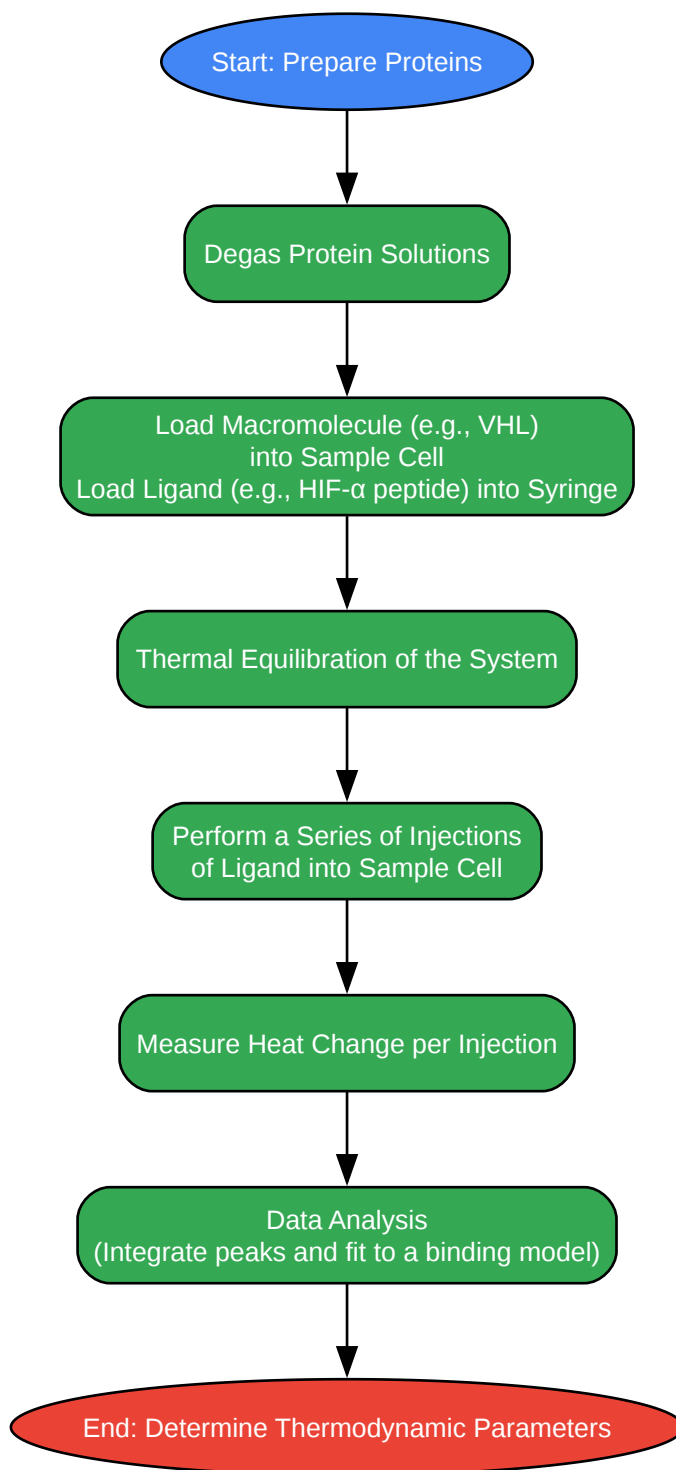 Start: Prepare Proteins
Degas Protein Solutions
Load Macromolecule (e.g., VHL)
into Sample Cell
Load Ligand (e.g., HIF-α peptide) into Syringe
Thermal Equilibration of the System
Perform a Series of Injections
of Ligand into Sample Cell
Measure Heat Change per Injection
Data Analysis
(Integrate peaks and fit to a binding model)
End: Determine Thermodynamic Parameters